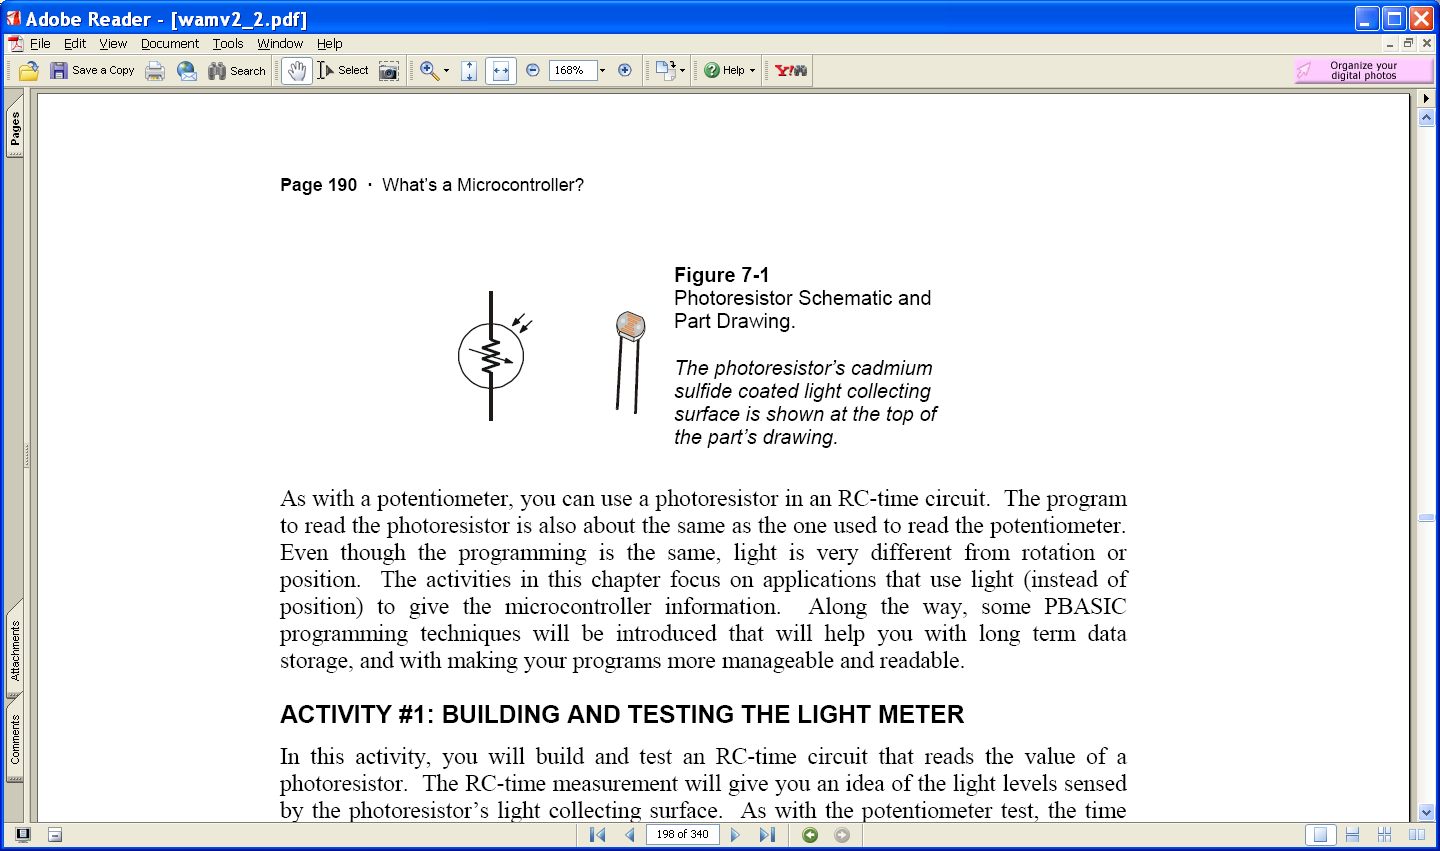 Adobe Reader - [wamv2_2.pdf]
File Edit View Document Tools Window Help
Save a Copy Search Select 168% Help Y!
Organize your
digital photos
Pages
Page 190 · What's a Microcontroller?
Figure 7-1
Photoresistor Schematic and
Part Drawing.
The photoresistor's cadmium
sulfide coated light collecting
surface is shown at the top of
the part's drawing.
As with a potentiometer, you can use a photoresistor in an RC-time circuit. The program
to read the photoresistor is also about the same as the one used to read the potentiometer.
Even though the programming is the same, light is very different from rotation or
position. The activities in this chapter focus on applications that use light (instead of
position) to give the microcontroller information. Along the way, some PBASIC
programming techniques will be introduced that will help you with long term data
storage, and with making your programs more manageable and readable.
ACTIVITY #1: BUILDING AND TESTING THE LIGHT METER
In this activity, you will build and test an RC-time circuit that reads the value of a
photoresistor. The RC-time measurement will give you an idea of the light levels sensed
by the photoresistor's light collecting surface. As with the potentiometer test, the time
Attachments
Comments
198 of 340